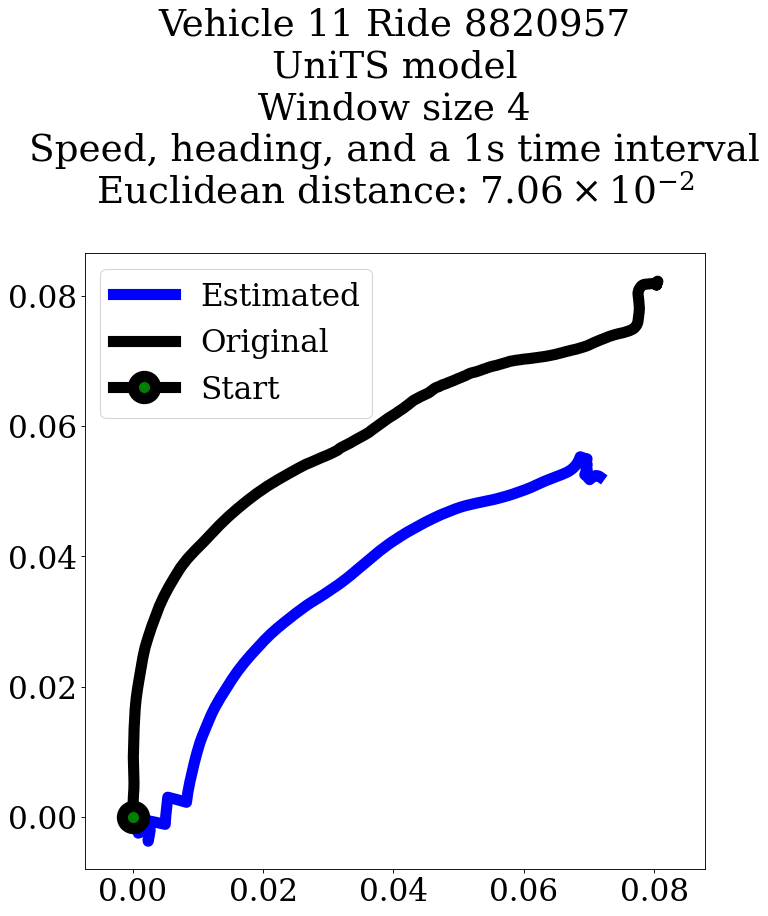 Vehicle 11 Ride 8820957
UniTS model
Window size 4
Speed, heading, and a 1s time interval
Euclidean distance: 7.06 × 10⁻²
Estimated
Original
Start
0.08
0.06
0.04
0.02
0.00
0.00 0.02 0.04 0.06 0.08